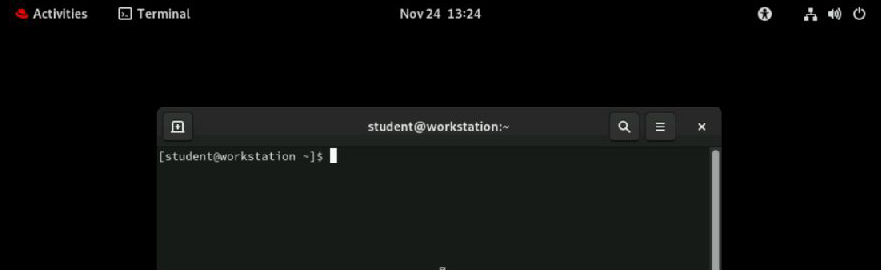 Activities Terminal Nov 24 13:24
student@workstation:~
[student@workstation ~]$